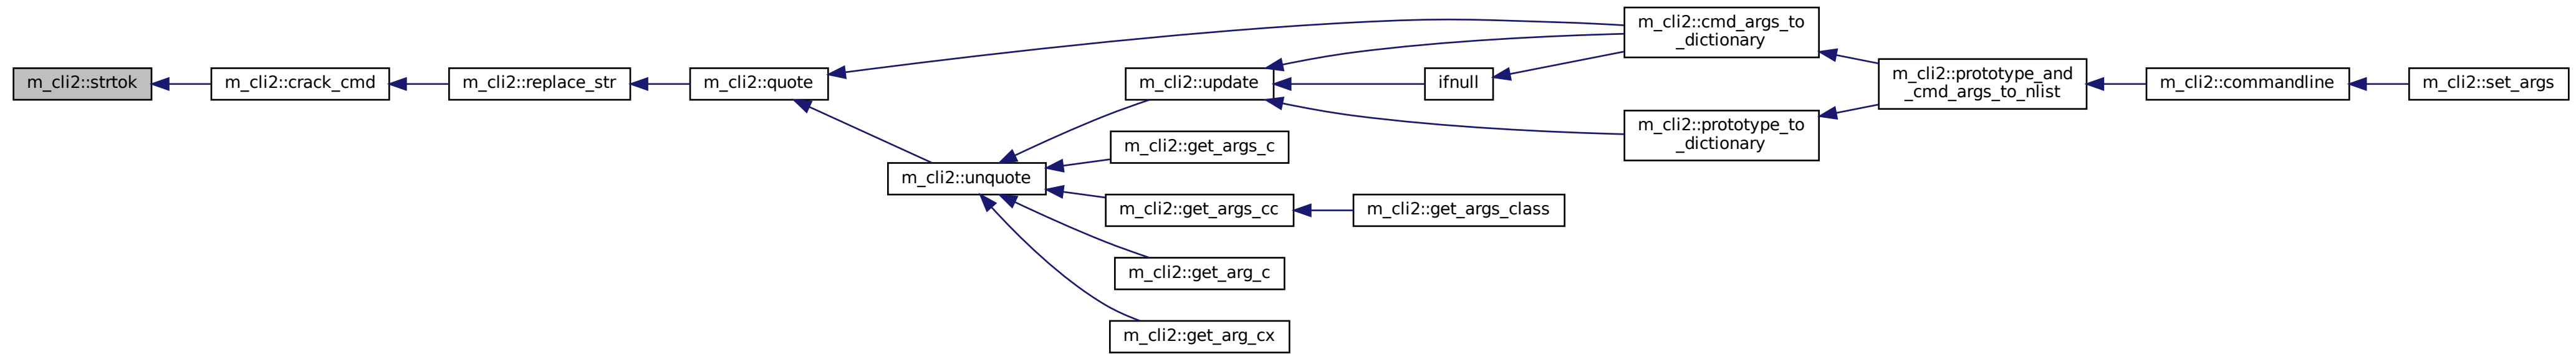 m_cli2::strtok
m_cli2::crack_cmd
m_cli2::replace_str
m_cli2::quote
m_cli2::unquote
m_cli2::update
m_cli2::get_args_c
m_cli2::get_args_cc
m_cli2::get_arg_c
m_cli2::get_arg_cx
ifnull
m_cli2::get_args_class
m_cli2::cmd_args_to
_dictionary
m_cli2::prototype_to
_dictionary
m_cli2::prototype_and
_cmd_args_to_nlist
m_cli2::commandline
m_cli2::set_args